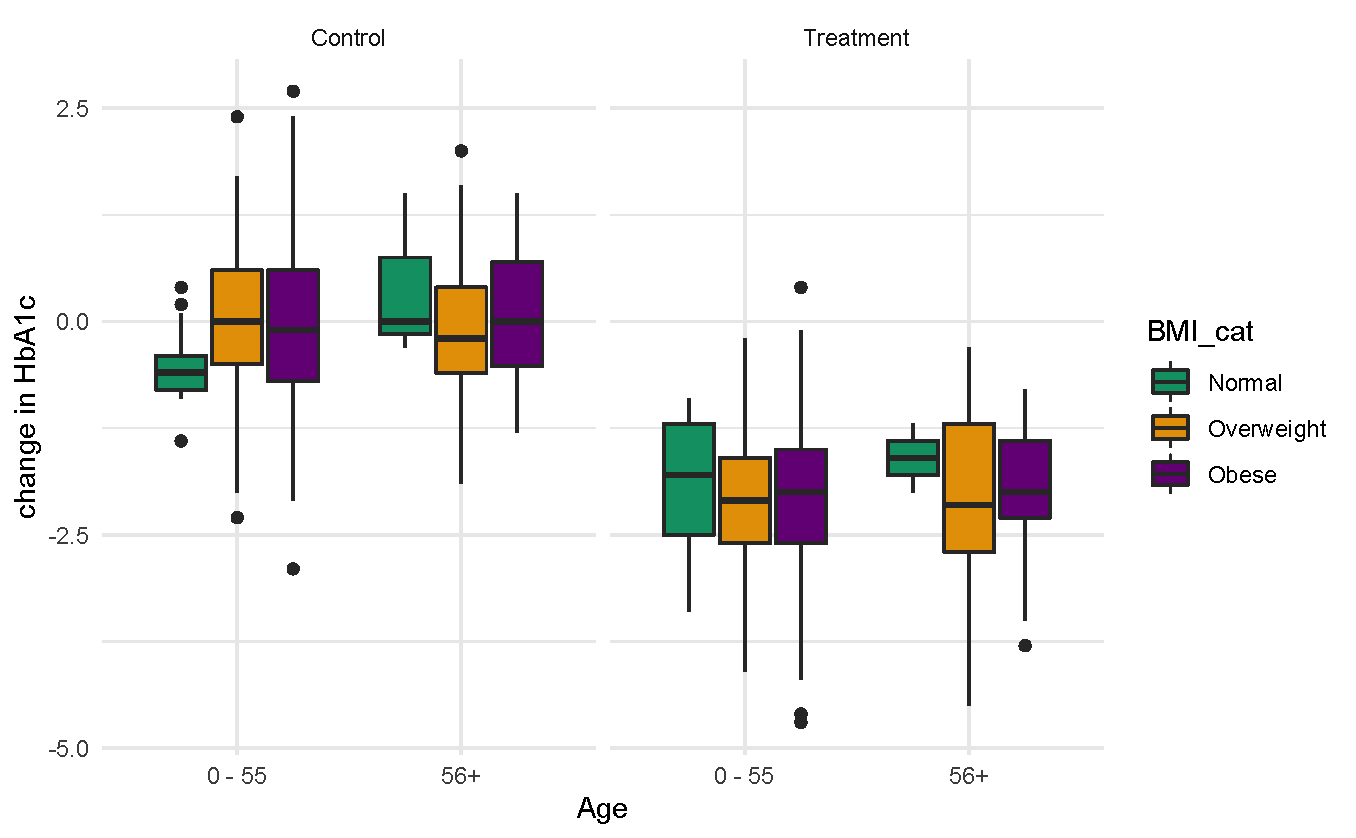 Control
Treatment
2.5
0.0
-2.5
-5.0
change in HbA1c
0 - 55
56+
0 - 55
56+
Age
BMI_cat
Normal
Overweight
Obese